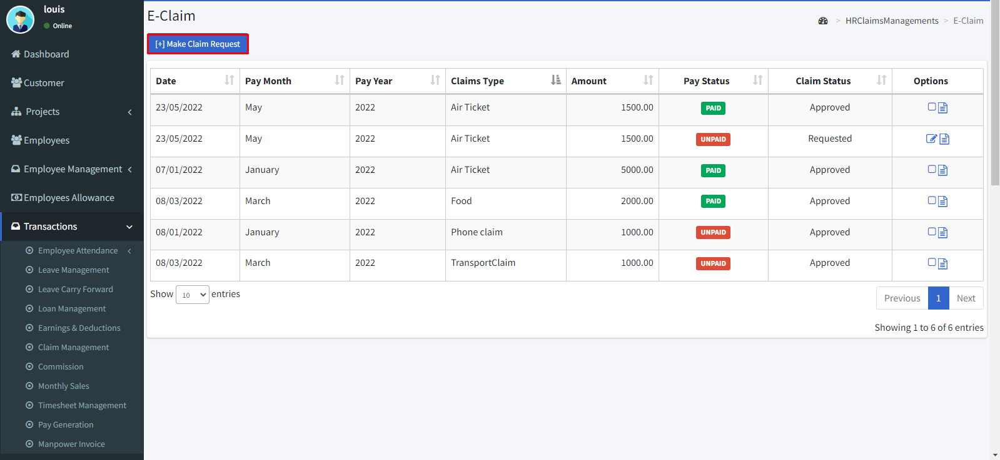 louis
Online
Dashboard
Customer
Projects
Employees
Employee Management
Employees Allowance
Transactions
Employee Attendance
Leave Management
Leave Carry Forward
Loan Management
Earnings & Deductions
Claim Management
Commission
Monthly Sales
Timesheet Management
Pay Generation
Manpower Invoice
E-Claim
> HRClaimsManagements > E-Claim
[+] Make Claim Request
Date Pay Month Pay Year Claims Type Amount Pay Status Claim Status Options
23/05/2022 May 2022 Air Ticket 1500.00 PAID Approved
23/05/2022 May 2022 Air Ticket 1500.00 UNPAID Requested
07/01/2022 January 2022 Air Ticket 5000.00 PAID Approved
08/03/2022 March 2022 Food 2000.00 PAID Approved
08/01/2022 January 2022 Phone claim 1000.00 UNPAID Approved
08/03/2022 March 2022 TransportClaim 1000.00 UNPAID Approved
Show 10 entries
Previous 1 Next
Showing 1 to 6 of 6 entries